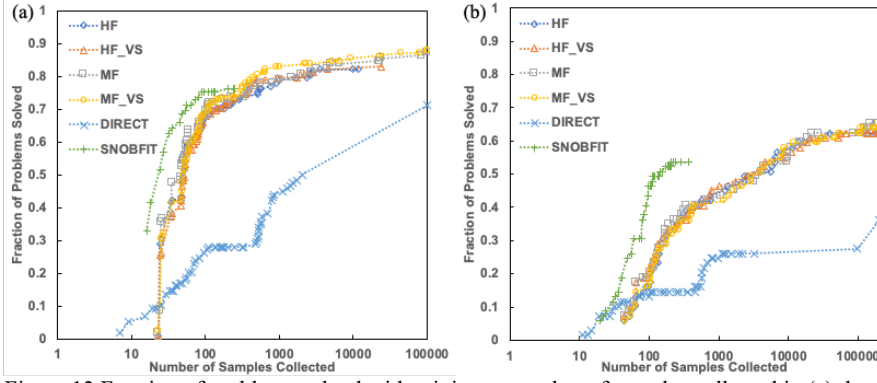 (a)
1
0.9
0.8
0.7
0.6
0.5
0.4
0.3
0.2
0.1
0
Fraction of Problems Solved
HF
HF_VS
MF
MF_VS
DIRECT
SNOBFIT
1
10
100
1000
10000
100000
Number of Samples Collected
(b)
1
0.9
0.8
0.7
0.6
0.5
0.4
0.3
0.2
0.1
0
Fraction of Problems Solved
HF
HF_VS
MF
MF_VS
DIRECT
SNOBFIT
1
10
100
1000
10000
100000
Number of Samples Collected